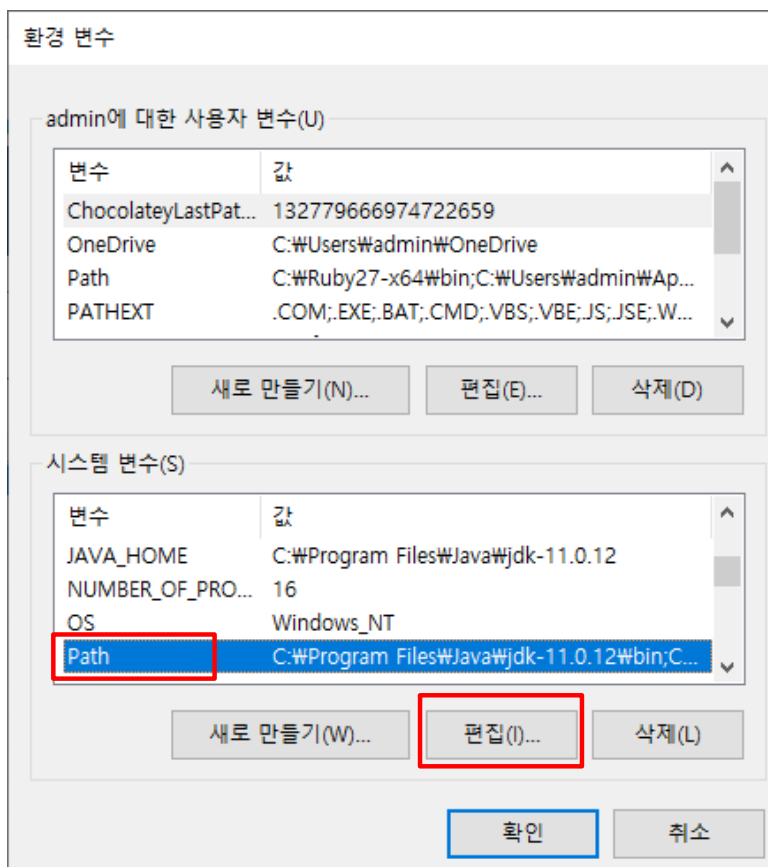 환경 변수
admin에 대한 사용자 변수(U)
변수 값
ChocolateyLastPat... 132779666974722659
OneDrive C:₩Users₩admin₩OneDrive
Path C:₩Ruby27-x64₩bin;C:₩Users₩admin₩Ap...
PATHEXT .COM;.EXE;.BAT;.CMD;.VBS;.VBE;.JS;.JSE;.W...
새로 만들기(N)... 편집(E)... 삭제(D)
시스템 변수(S)
변수 값
JAVA_HOME C:₩Program Files₩Java₩jdk-11.0.12
NUMBER_OF_PRO... 16
OS Windows_NT
Path C:₩Program Files₩Java₩jdk-11.0.12₩bin;C...
새로 만들기(W)... 편집(I)... 삭제(L)
확인 취소